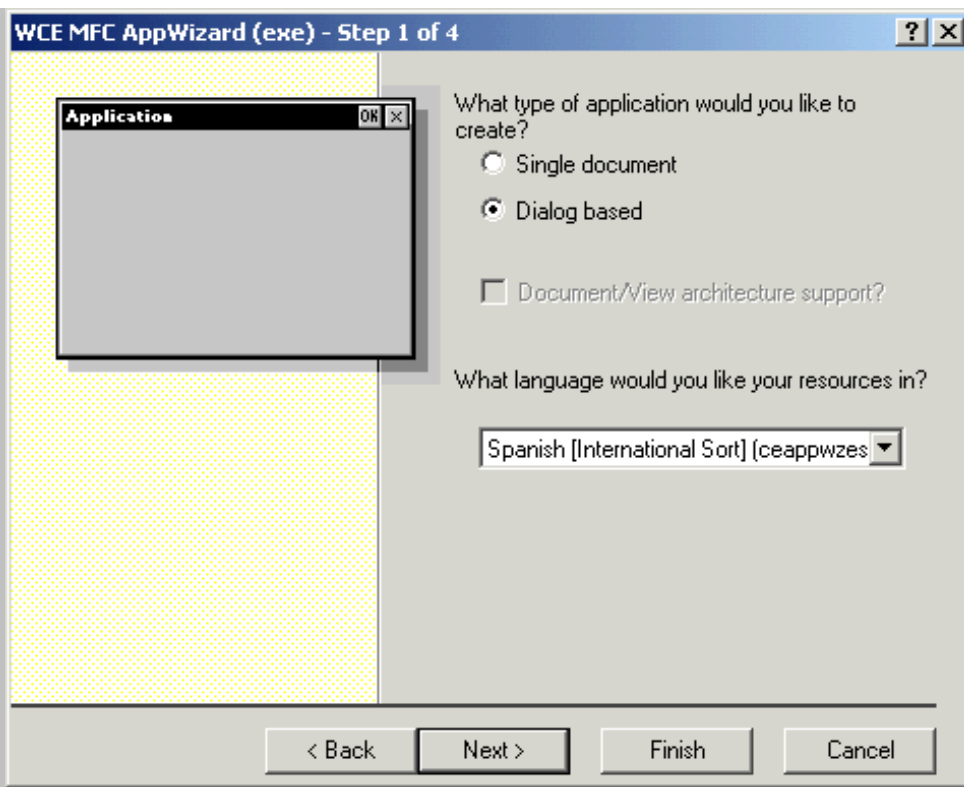 WCE MFC AppWizard (exe) - Step 1 of 4
Application OK
What type of application would you like to
create?
Single document
Dialog based
Document/View architecture support?
What language would you like your resources in?
Spanish [International Sort] (ceappwzes
< Back Next > Finish Cancel